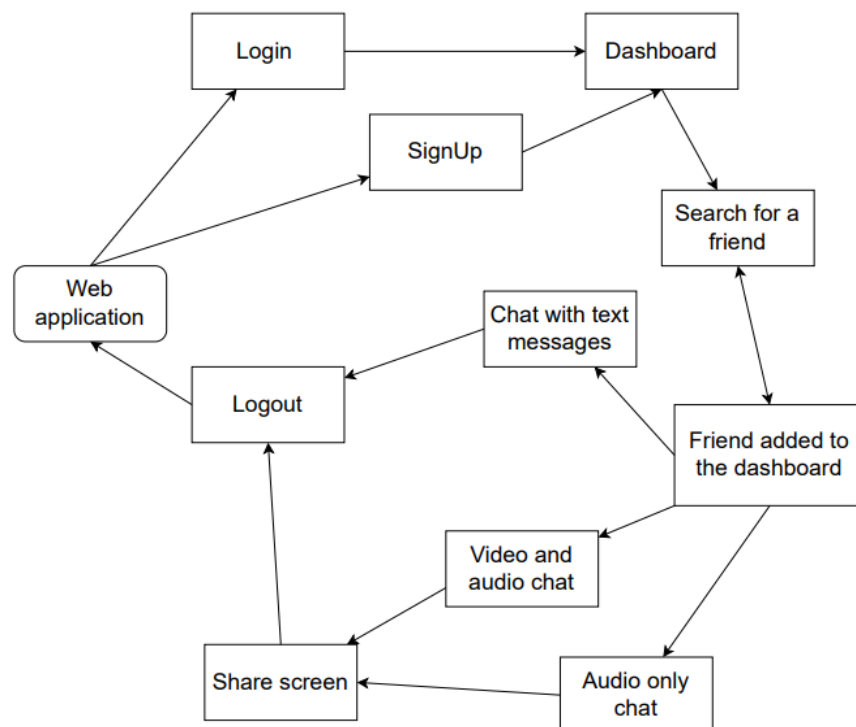 Login
Dashboard
SignUp
Search for a
friend
Web
application
Chat with text
messages
Logout
Friend added to
the dashboard
Video and
audio chat
Share screen
Audio only
chat